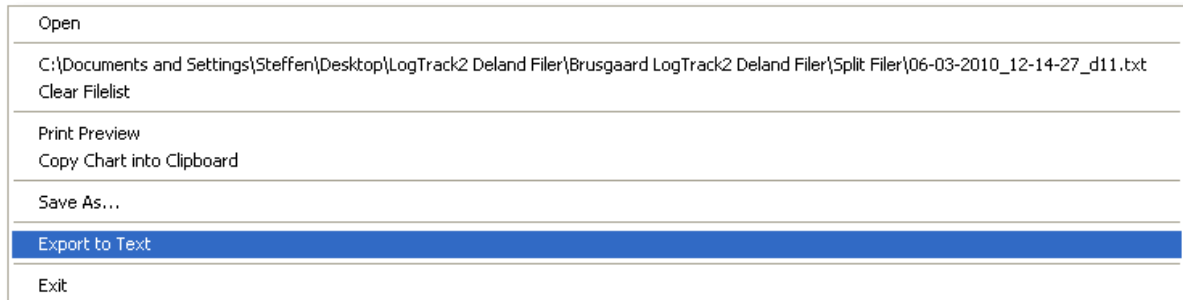 Open
C:\Documents and Settings\Steffen\Desktop\LogTrack2 Deland Filer\Brusgaard LogTrack2 Deland Filer\Split Filer\06-03-2010_12-14-27_d11.txt
Clear Filelist
Print Preview
Copy Chart into Clipboard
Save As...
Export to Text
Exit